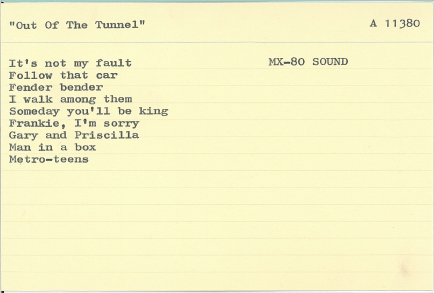 "Out Of The Tunnel" A 11380
It's not my fault MX-80 SOUND
Follow that car
Fender bender
I walk among them
Someday you'll be king
Frankie, I'm sorry
Gary and Priscilla
Man in a box
Metro-teens